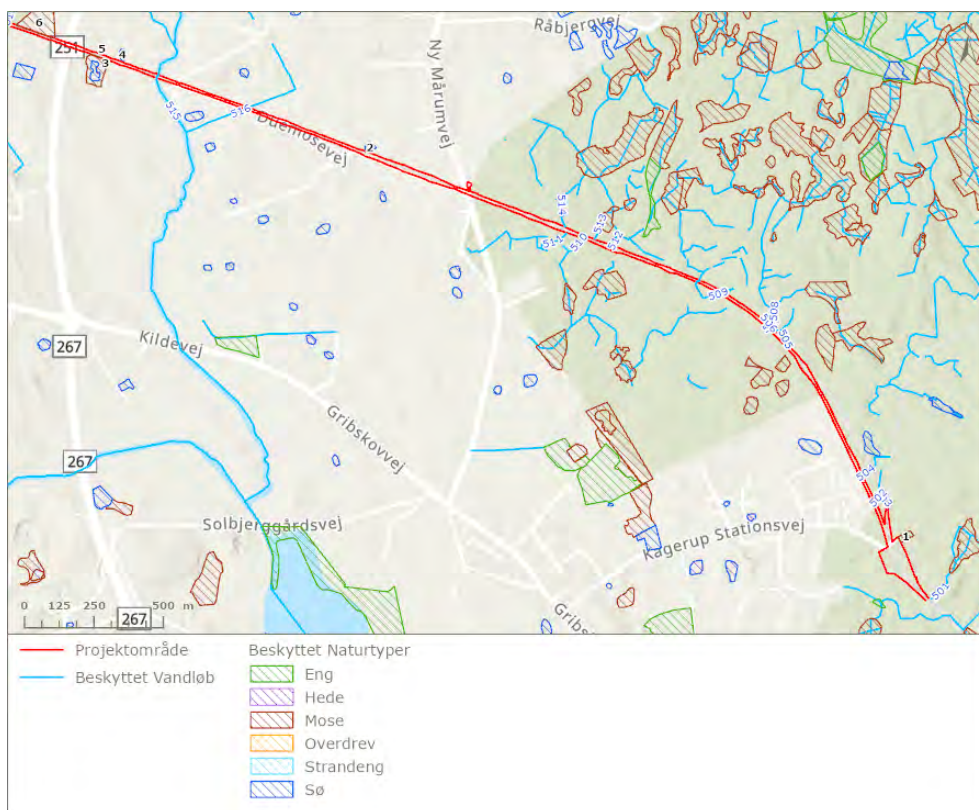 6
251
5
4
3
Råbjergvej
Ny Mårumvej
515
516
Duemosevej
2
514
513
511
510
512
509
508
506
505
267
Kildevej
Gribskovvej
267
504
503
Solbjerggårdsvej
Kagerup Stationsvej
1
501
0 125 250 500 m
267
Projektområde
Beskyttet Vandløb
Beskyttet Naturtyper
Eng
Hede
Mose
Overdrev
Strandeng
Sø